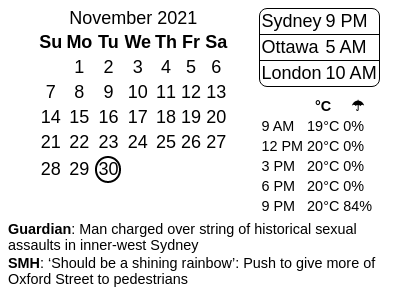 November 2021
Su Mo Tu We Th Fr Sa
1 2 3 4 5 6
7 8 9 10 11 12 13
14 15 16 17 18 19 20
21 22 23 24 25 26 27
28 29 30
Sydney 9 PM
Ottawa 5 AM
London 10 AM
°C ☂
9 AM 19°C 0%
12 PM 20°C 0%
3 PM 20°C 0%
6 PM 20°C 0%
9 PM 20°C 84%
Guardian: Man charged over string of historical sexual
assaults in inner-west Sydney
SMH: ‘Should be a shining rainbow’: Push to give more of
Oxford Street to pedestrians